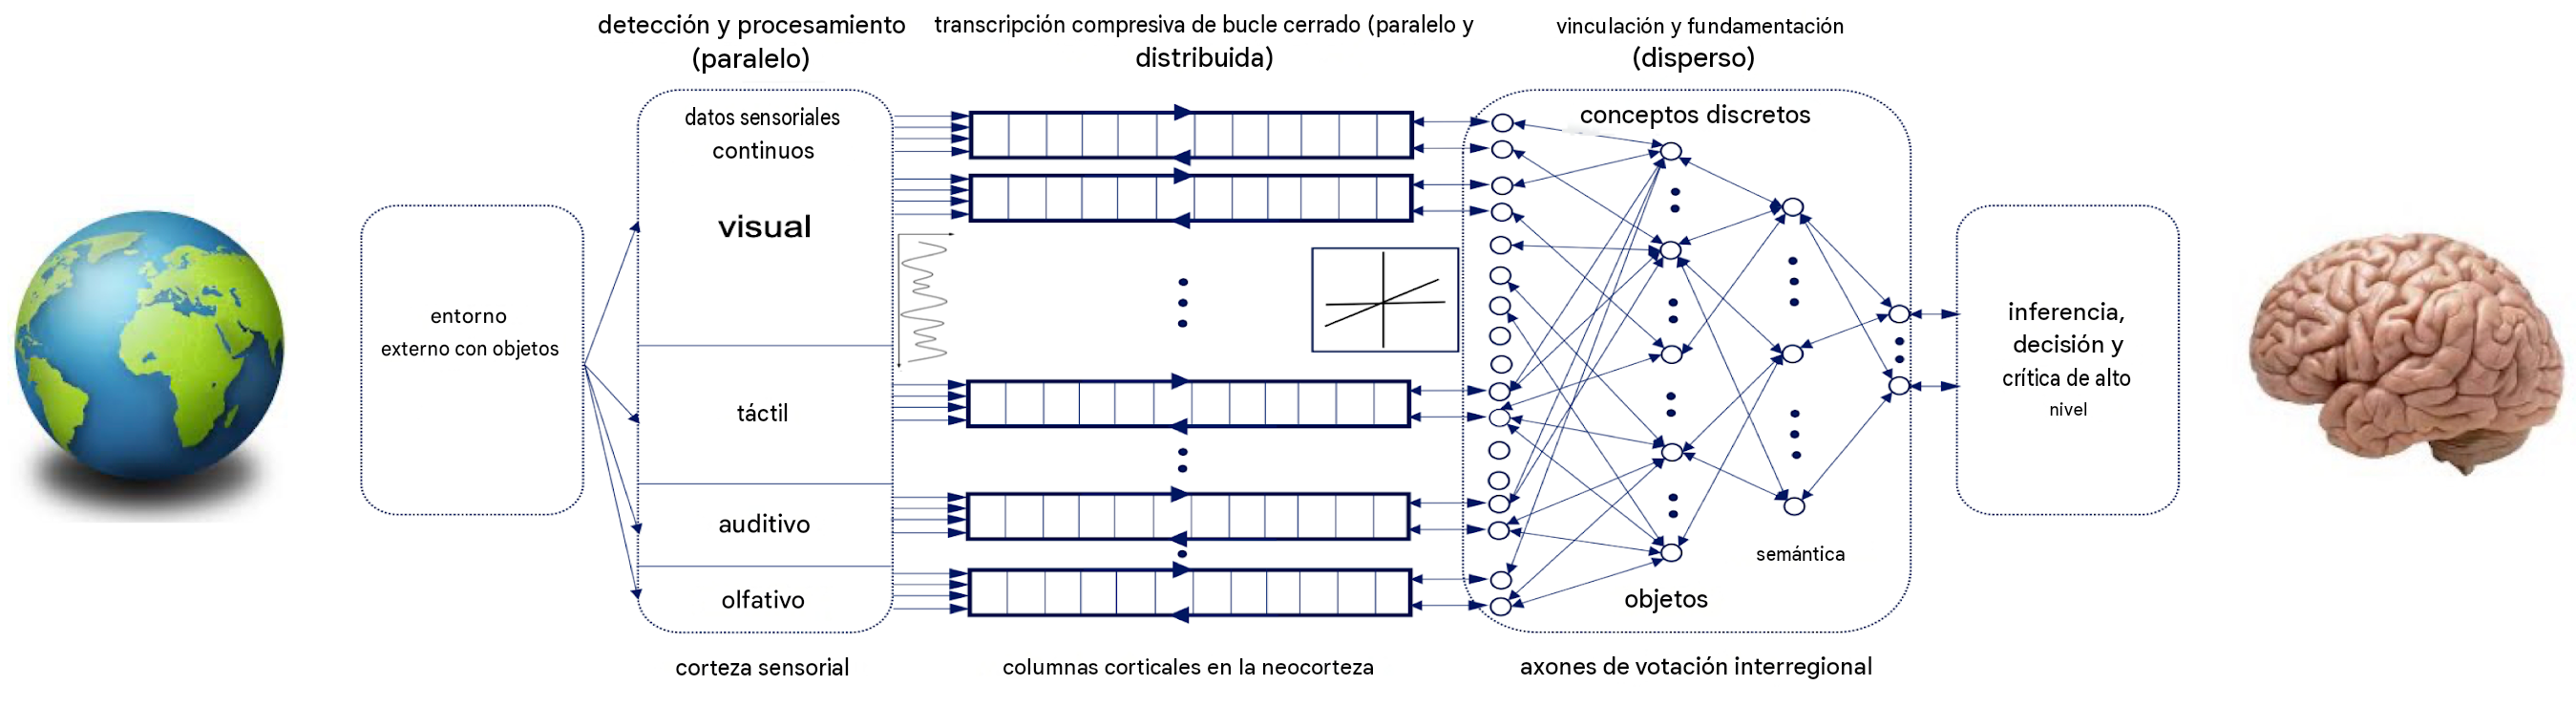 detección y procesamiento
(paralelo)
transcripción compresiva de bucle cerrado (paralelo y
distribuida)
vinculación y fundamentación
(disperso)
datos sensoriales
continuos
visual
táctil
auditivo
olfativo
conceptos discretos
entorno
externo con objetos
inferencia,
decisión y
crítica de alto
nivel
semántica
objetos
corteza sensorial
columnas corticales en la neocorteza
axones de votación interregional